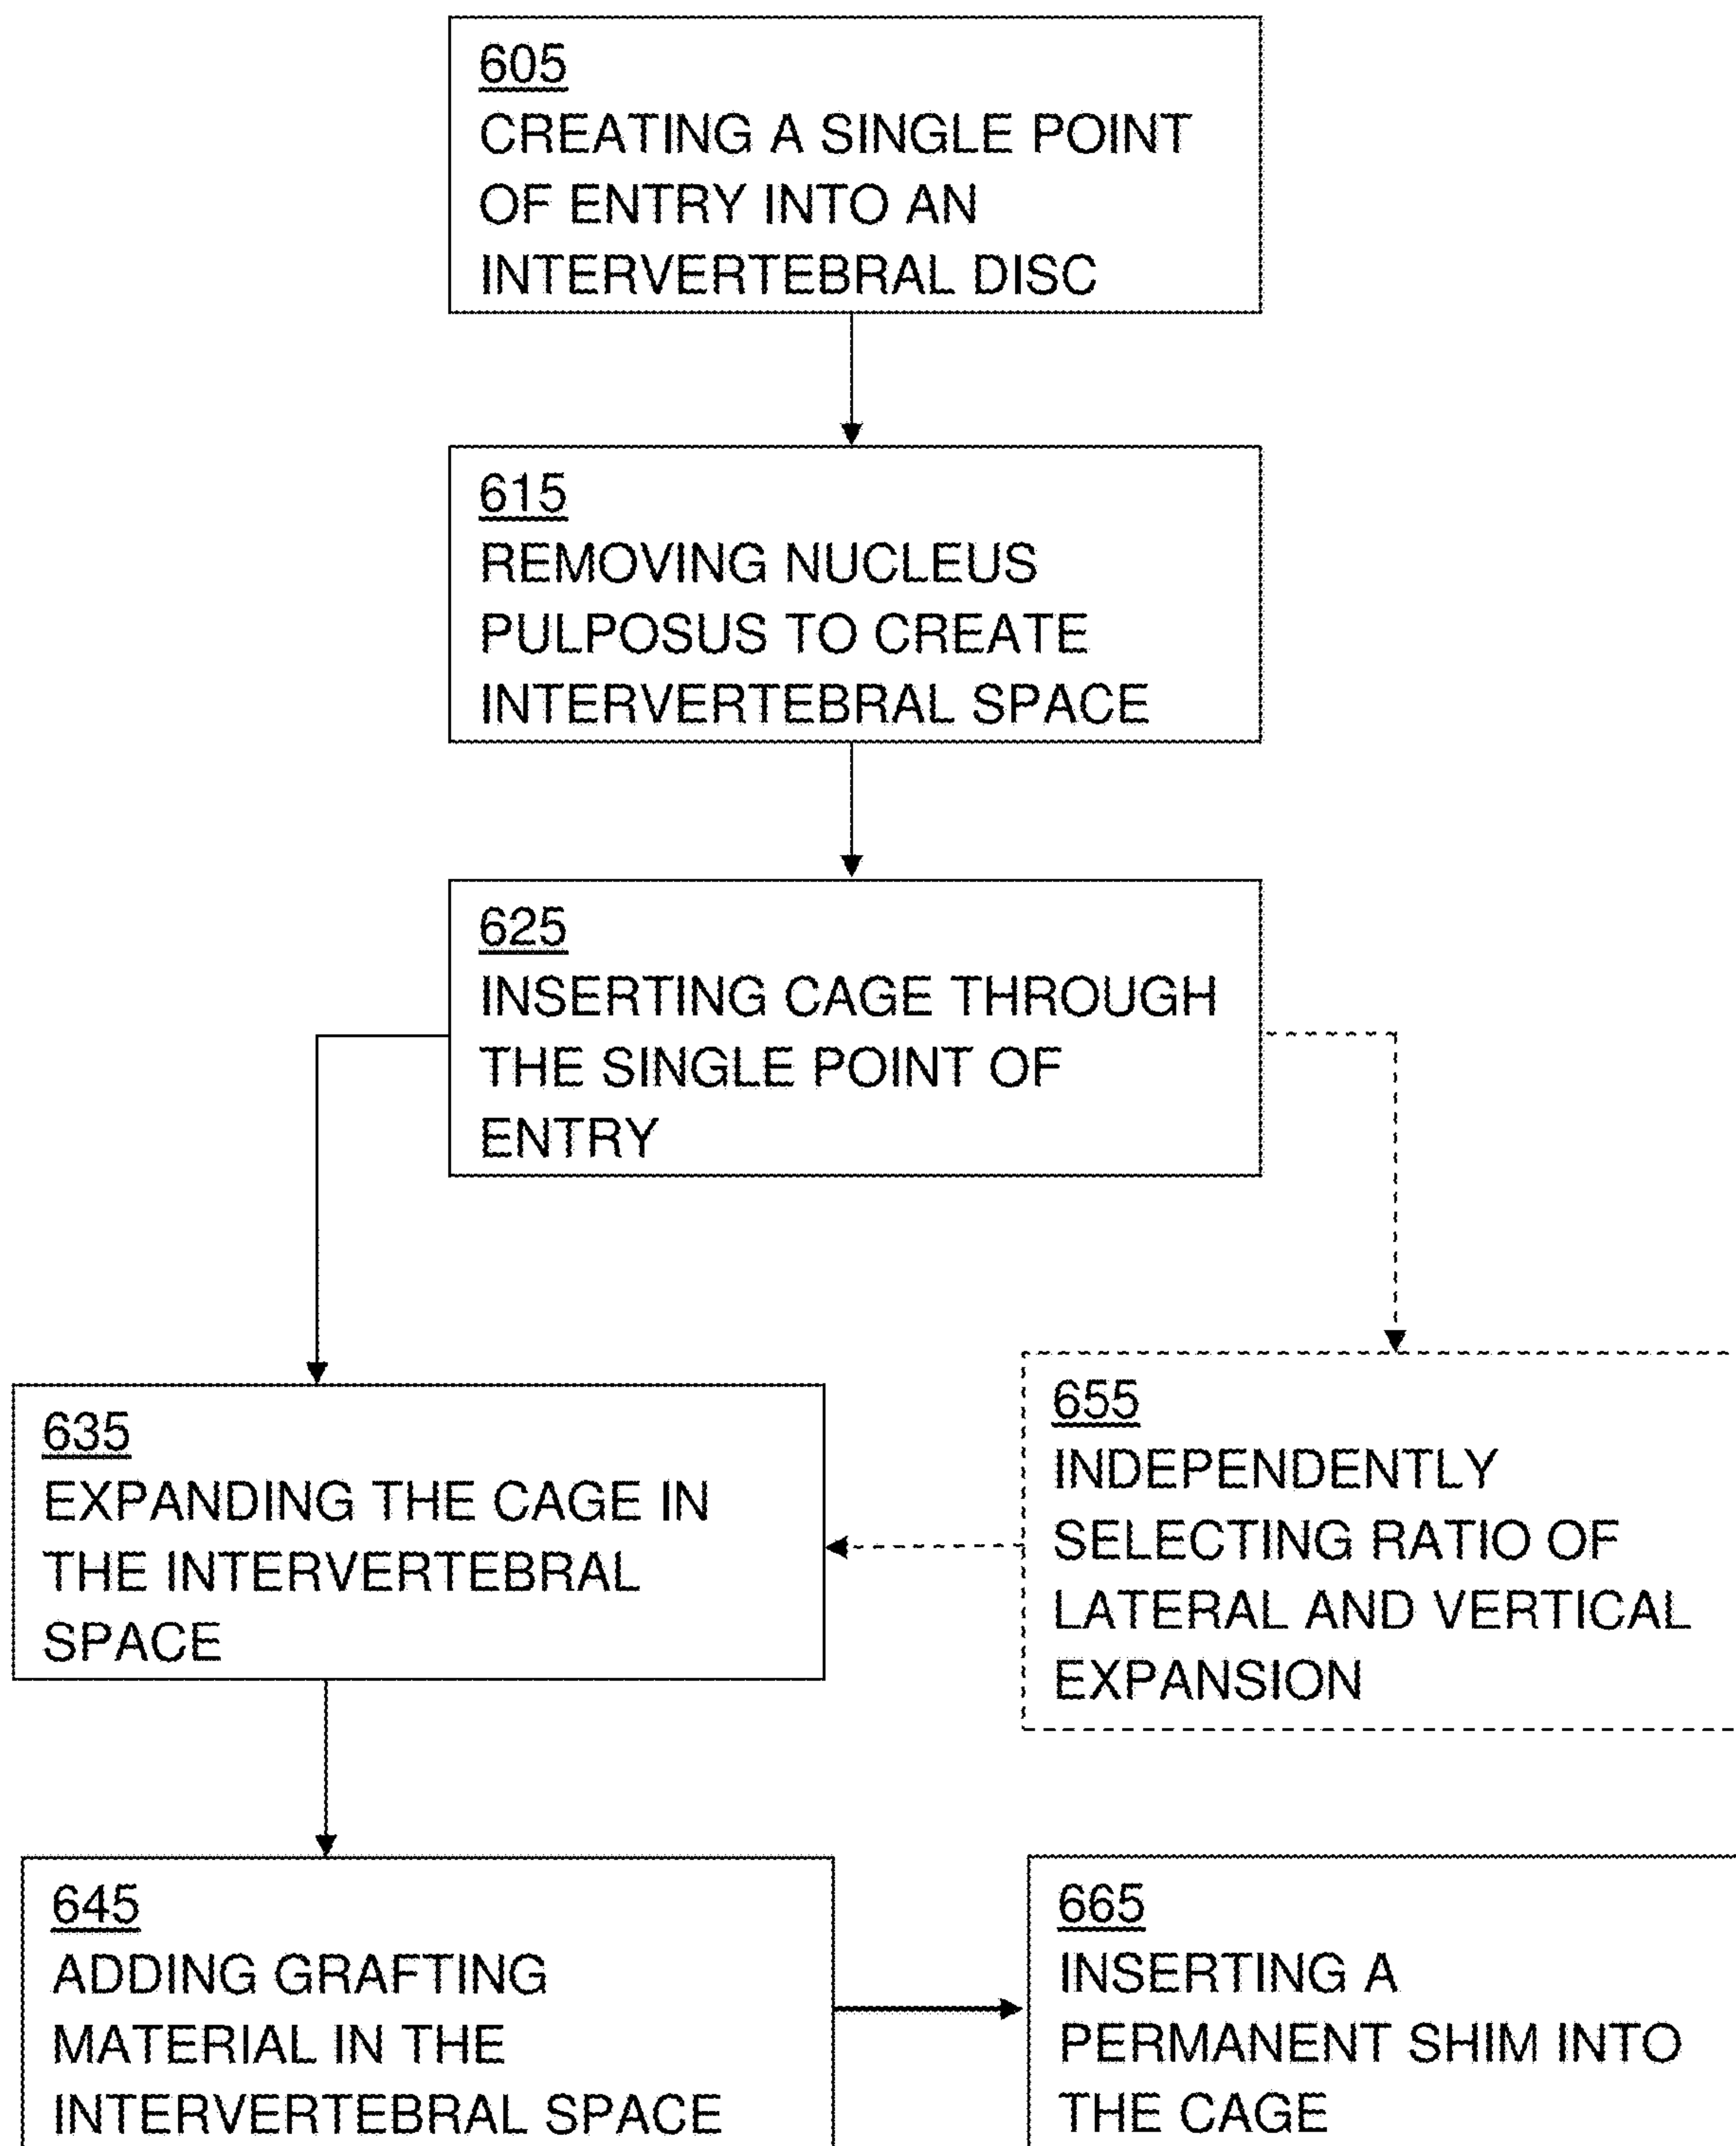 605
CREATING A SINGLE POINT
OF ENTRY INTO AN
INTERVERTEBRAL DISC
615
REMOVING NUCLEUS
PULPOSUS TO CREATE
INTERVERTEBRAL SPACE
625
INSERTING CAGE THROUGH
THE SINGLE POINT OF
ENTRY
635
EXPANDING THE CAGE IN
THE INTERVERTEBRAL
SPACE
655
INDEPENDENTLY
SELECTING RATIO OF
LATERAL AND VERTICAL
EXPANSION
645
ADDING GRAFTING
MATERIAL IN THE
INTERVERTEBRAL SPACE
665
INSERTING A
PERMANENT SHIM INTO
THE CAGE